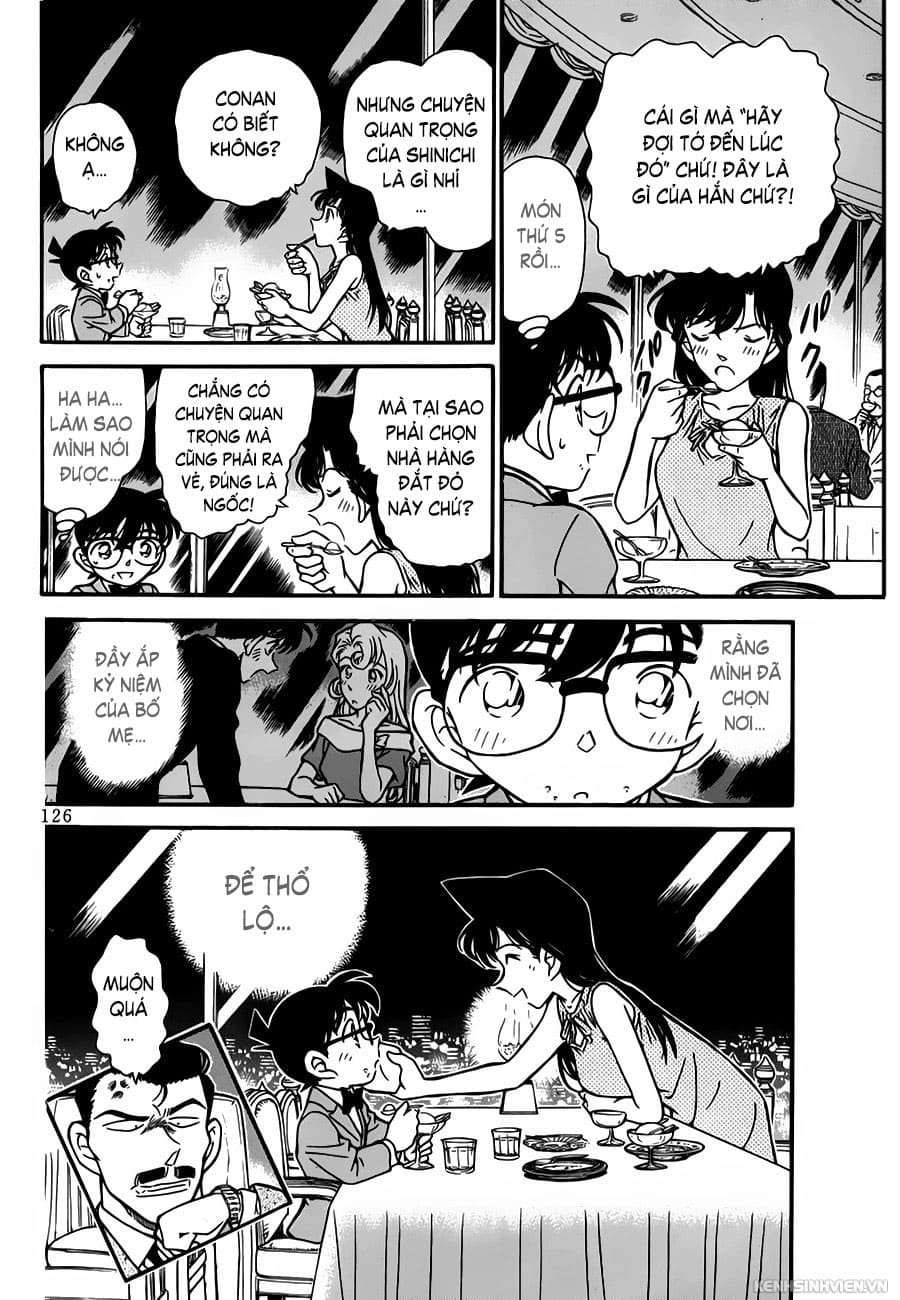 CÁI GÌ MÀ “HÃY
ĐỢI TỚ ĐẾN LÚC
ĐÓ” CHỨ! ĐÂY LÀ
GÌ CỦA HẮN CHỨ?!
MÓN
THỨ 5
RỒI...
NHƯNG CHUYỆN
QUAN TRỌNG
CỦA SHINICHI
LÀ GÌ NHỈ
...
CONAN
CÓ BIẾT
KHÔNG?
KHÔNG
Ạ...
MÀ TẠI SAO
PHẢI CHỌN
NHÀ HÀNG
ĐẮT ĐỎ
NÀY CHỨ?
CHẲNG CÓ
CHUYỆN QUAN
TRỌNG MÀ
CŨNG PHẢI RA
VẺ, ĐÚNG LÀ
NGỐC!
HA HA...
LÀM SAO
MÌNH NÓI
ĐƯỢC...
RẰNG
MÌNH ĐÃ
CHỌN
NƠI...
ĐẦY ẮP
KỶ NIỆM
CỦA BỐ
MẸ...
126
ĐỂ THỔ
LỘ...
MUỘN
QUÁ
...
KENHSINHVIEN.VN